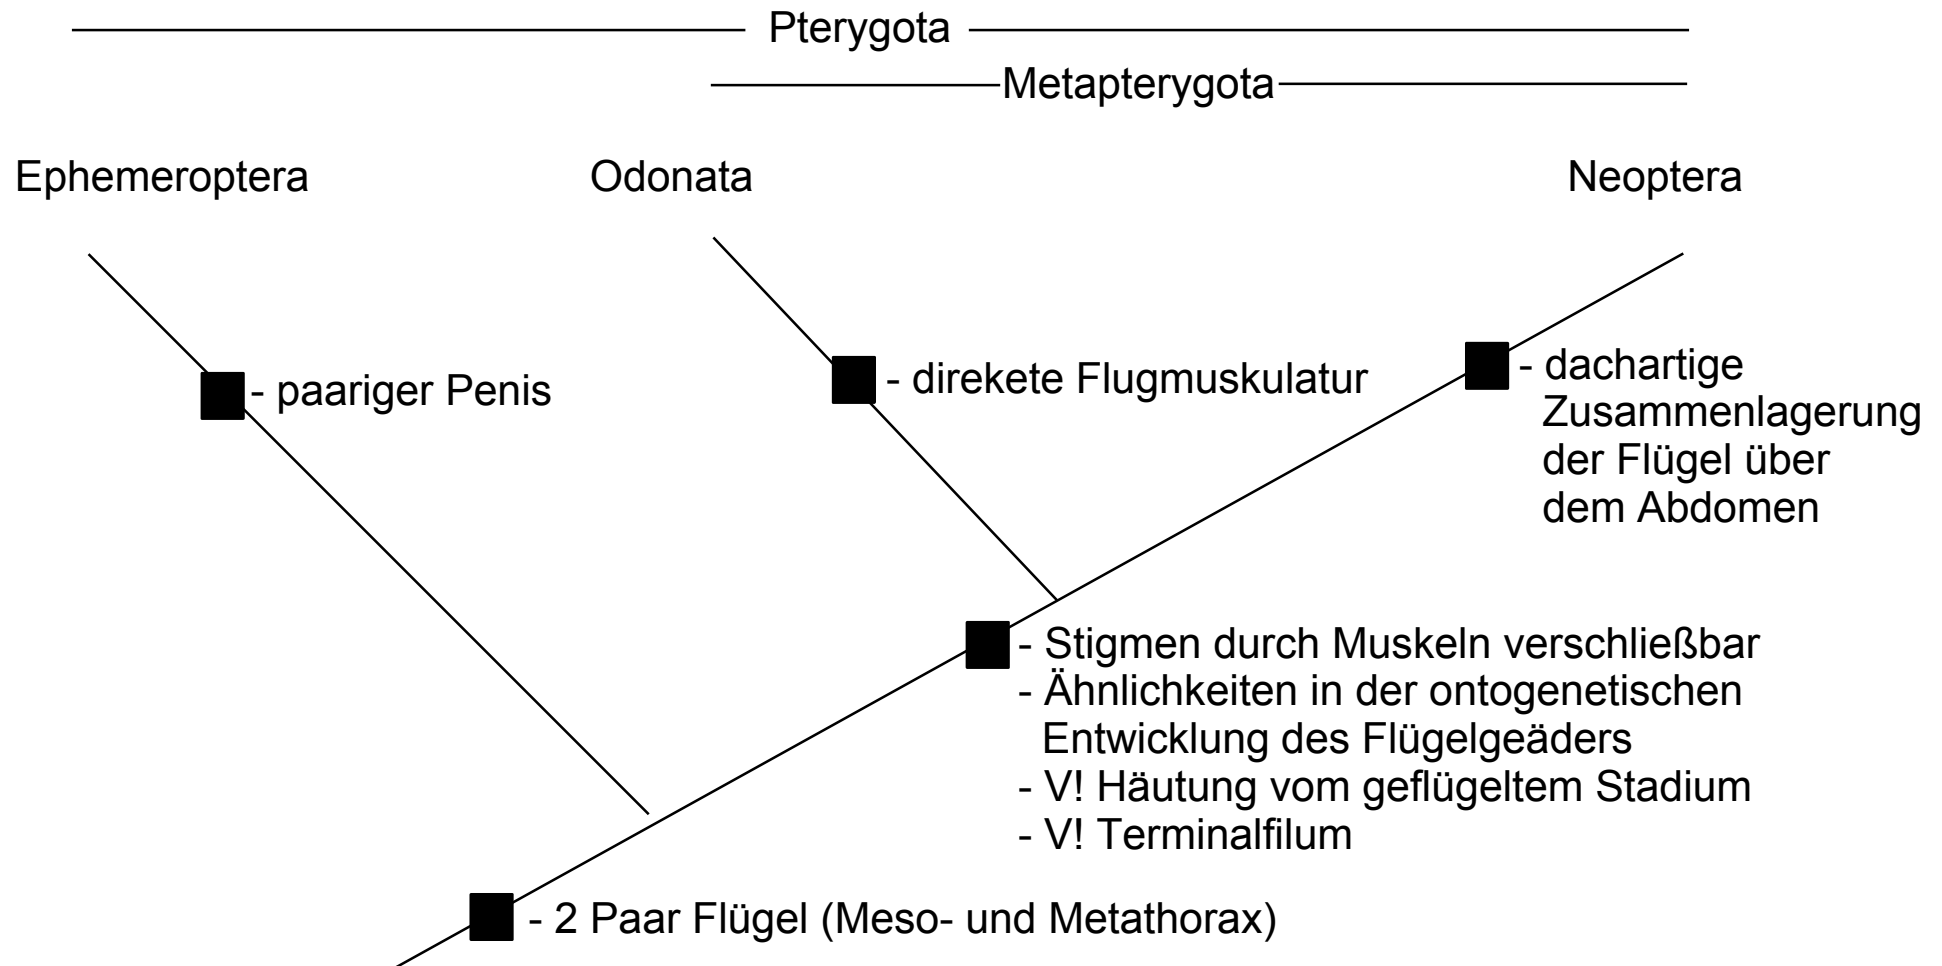 Pterygota
Metapterygota
Ephemeroptera
Odonata
Neoptera
- paariger Penis
- direkete Flugmuskulatur
- dachartige
Zusammenlagerung
der Flügel über
dem Abdomen
- Stigmen durch Muskeln verschließbar
- Ähnlichkeiten in der ontogenetischen
Entwicklung des Flügelgeäders
- V! Häutung vom geflügeltem Stadium
- V! Terminalfilum
- 2 Paar Flügel (Meso- und Metathorax)